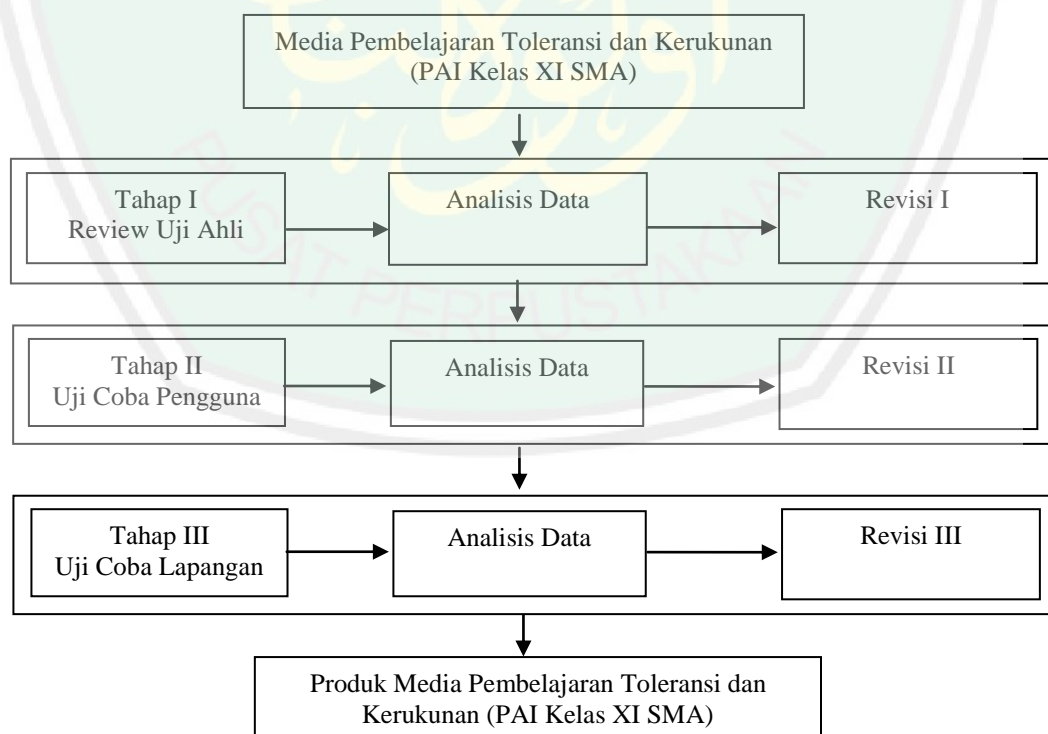 Media Pembelajaran Toleransi dan Kerukunan
(PAI Kelas XI SMA)
Tahap I
Review Uji Ahli
Analisis Data
Revisi I
Tahap II
Uji Coba Pengguna
Analisis Data
Revisi II
Tahap III
Uji Coba Lapangan
Analisis Data
Revisi III
Produk Media Pembelajaran Toleransi dan
Kerukunan (PAI Kelas XI SMA)
PUSAT PERPUSTAKAAN